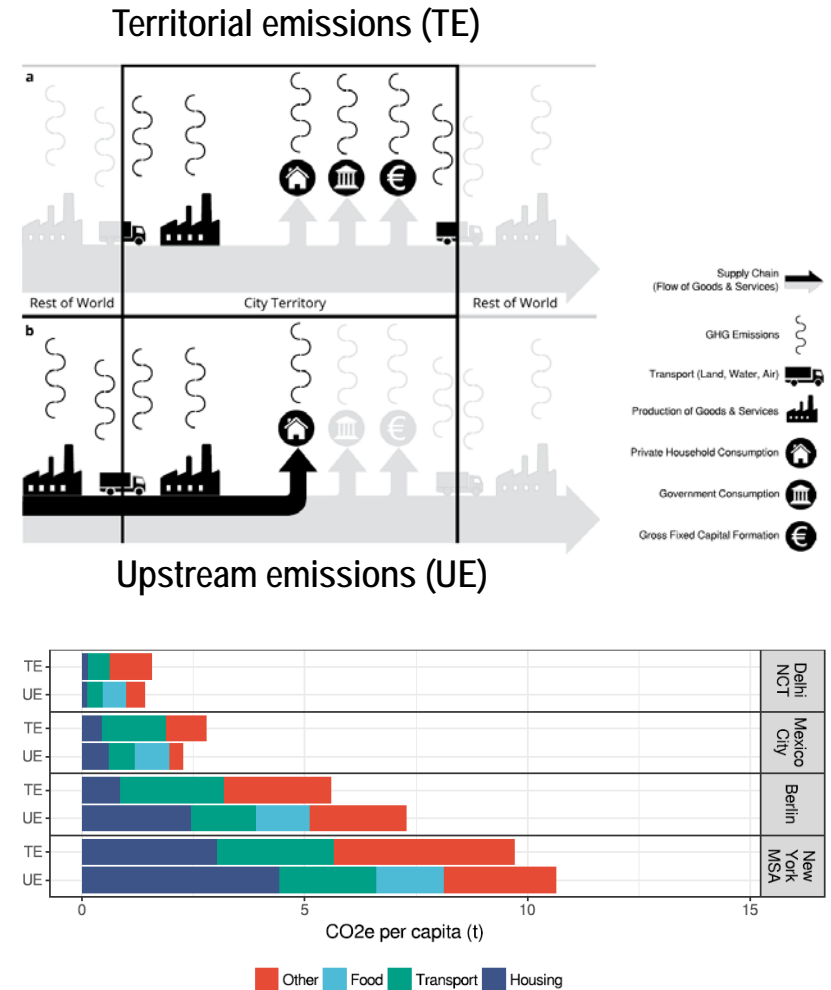 Territorial emissions (TE)
a
Rest of World
City Territory
Rest of World
b
Supply Chain
(Flow of Goods & Services)
GHG Emissions
Transport (Land, Water, Air)
Production of Goods & Services
Private Household Consumption
Government Consumption
Gross Fixed Capital Formation
€
€
€
Upstream emissions (UE)
TE
UE
Delhi
NCT
TE
UE
Mexico
City
TE
UE
Berlin
TE
UE
New
York
MSA
0
5
10
15
CO2e per capita (t)
Other
Food
Transport
Housing